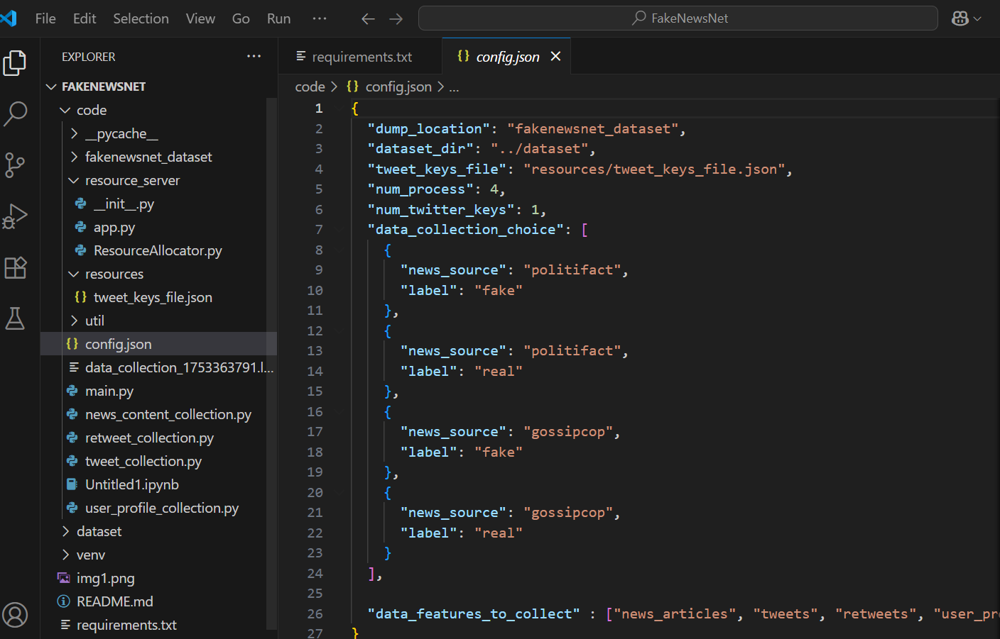 File Edit Selection View Go Run ··· FakeNewsNet
EXPLORER ···
FAKENEWSNET
code
__pycache__
fakenewsnet_dataset
resource_server
__init__.py
app.py
ResourceAllocator.py
resources
tweet_keys_file.json
util
config.json
data_collection_1753363791.l...
main.py
news_content_collection.py
retweet_collection.py
tweet_collection.py
Untitled1.ipynb
user_profile_collection.py
dataset
venv
img1.png
README.md
requirements.txt
requirements.txt config.json
code > {} config.json > ...
1 {
2 "dump_location": "fakenewsnet_dataset",
3 "dataset_dir": "../dataset",
4 "tweet_keys_file": "resources/tweet_keys_file.json",
5 "num_process": 4,
6 "num_twitter_keys": 1,
7 "data_collection_choice": [
8 {
9 "news_source": "politifact",
10 "label": "fake"
11 },
12 {
13 "news_source": "politifact",
14 "label": "real"
15 },
16 {
17 "news_source": "gossipcop",
18 "label": "fake"
19 },
20 {
21 "news_source": "gossipcop",
22 "label": "real"
23 }
24 ],
25
26 "data_features_to_collect" : ["news_articles", "tweets", "retweets", "user_pr
27 }